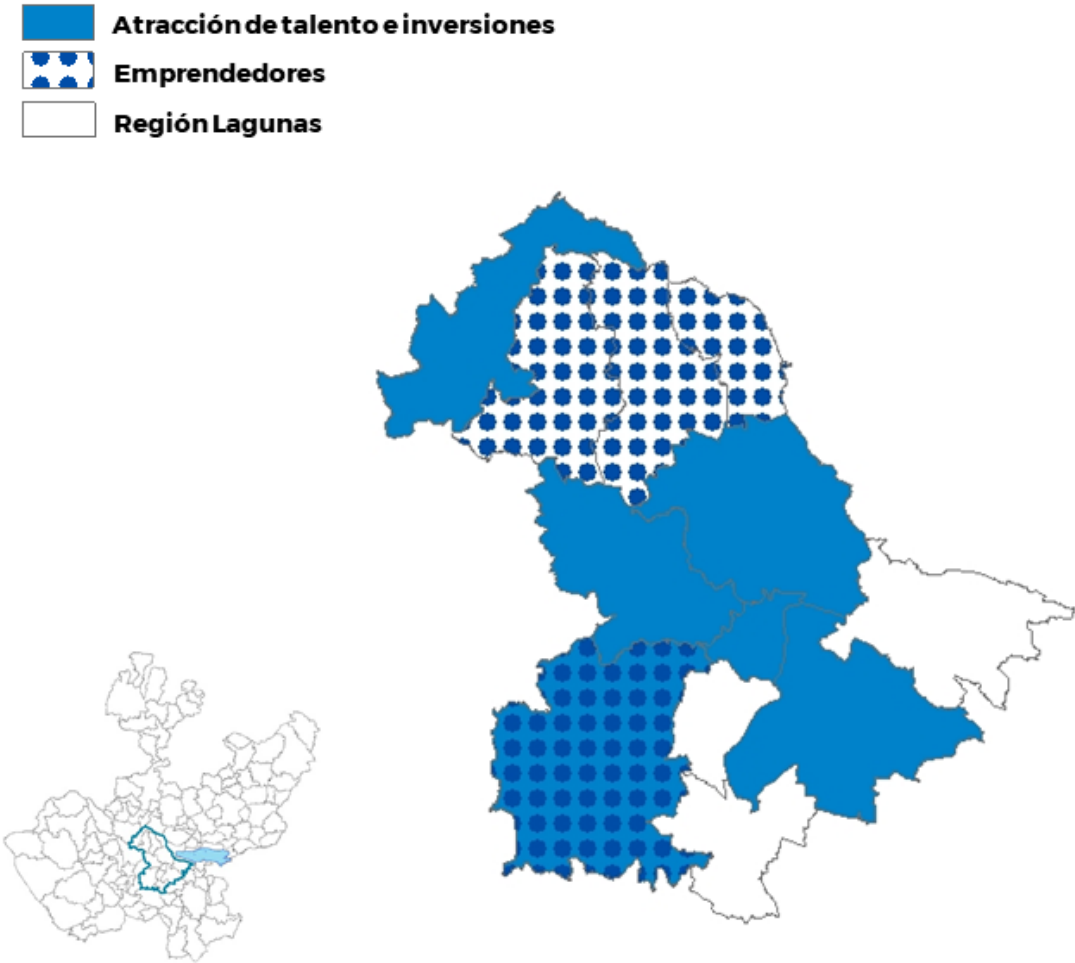 Atracción de talento e inversiones
Emprendedores
Región Lagunas